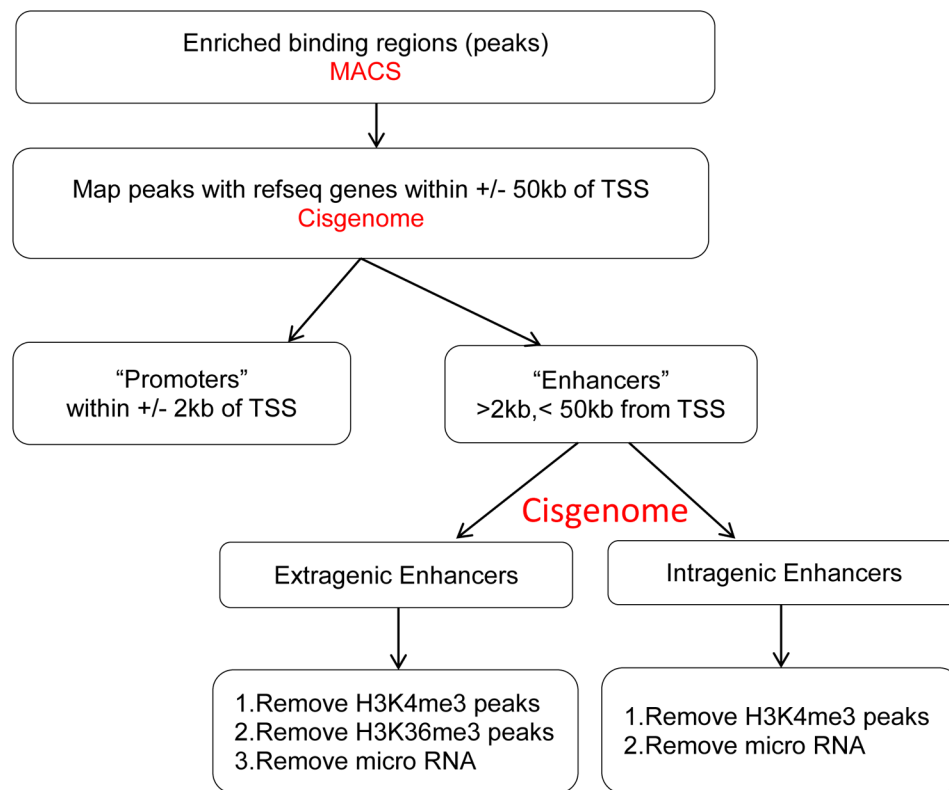 Enriched binding regions (peaks)
MACS
Map peaks with refseq genes within +/- 50kb of TSS
Cisgenome
“Promoters”
within +/- 2kb of TSS
“Enhancers”
>2kb,< 50kb from TSS
Cisgenome
Extragenic Enhancers
Intragenic Enhancers
1.Remove H3K4me3 peaks
2.Remove H3K36me3 peaks
3.Remove micro RNA
1.Remove H3K4me3 peaks
2.Remove micro RNA